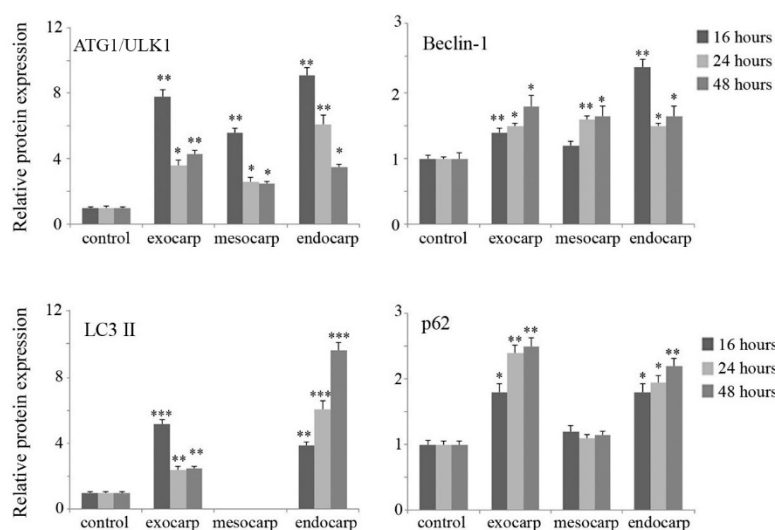 12
ATG1/ULK1
8
4
0
Relative protein expression
** ** ** ** * ** * * *
control exocarp mesocarp endocarp
3
Beclin-1
2
1
0
** * * ** * ** * *
control exocarp mesocarp endocarp
16 hours
24 hours
48 hours
12
LC3 II
8
4
0
Relative protein expression
*** ** ** ** *** ***
control exocarp mesocarp endocarp
3
p62
2
1
0
* ** ** * * **
control exocarp mesocarp endocarp
16 hours
24 hours
48 hours